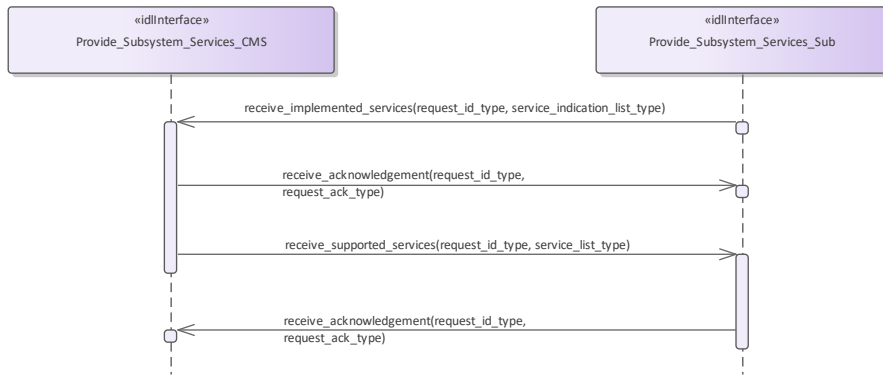 «idlInterface»
Provide_Subsystem_Services_CMS
«idlInterface»
Provide_Subsystem_Services_Sub
receive_implemented_services(request_id_type, service_indication_list_type)
receive_acknowledgement(request_id_type,
request_ack_type)
receive_supported_services(request_id_type, service_list_type)
receive_acknowledgement(request_id_type,
request_ack_type)